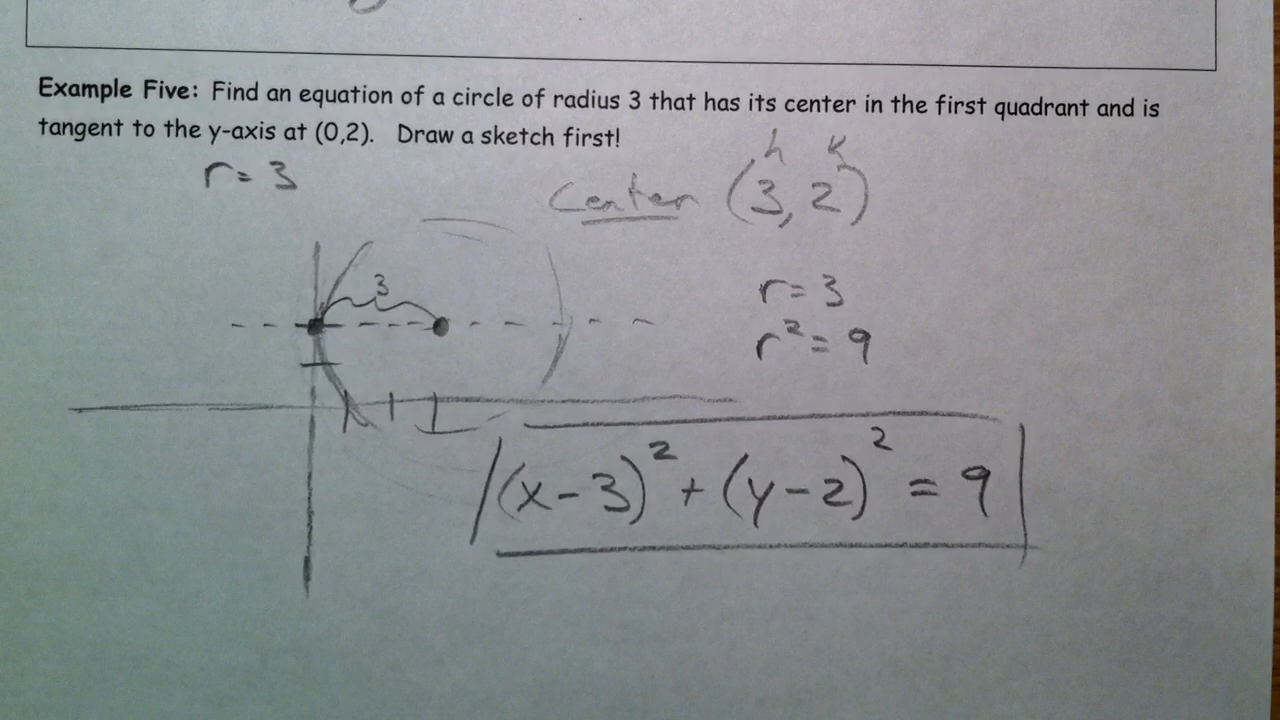 Example Five: Find an equation of a circle of radius 3 that has its center in the first quadrant and is
tangent to the y-axis at (0,2). Draw a sketch first!
h k
r = 3
Center (3, 2)
3
r = 3
r² = 9
(x - 3)² + (y - 2)² = 9